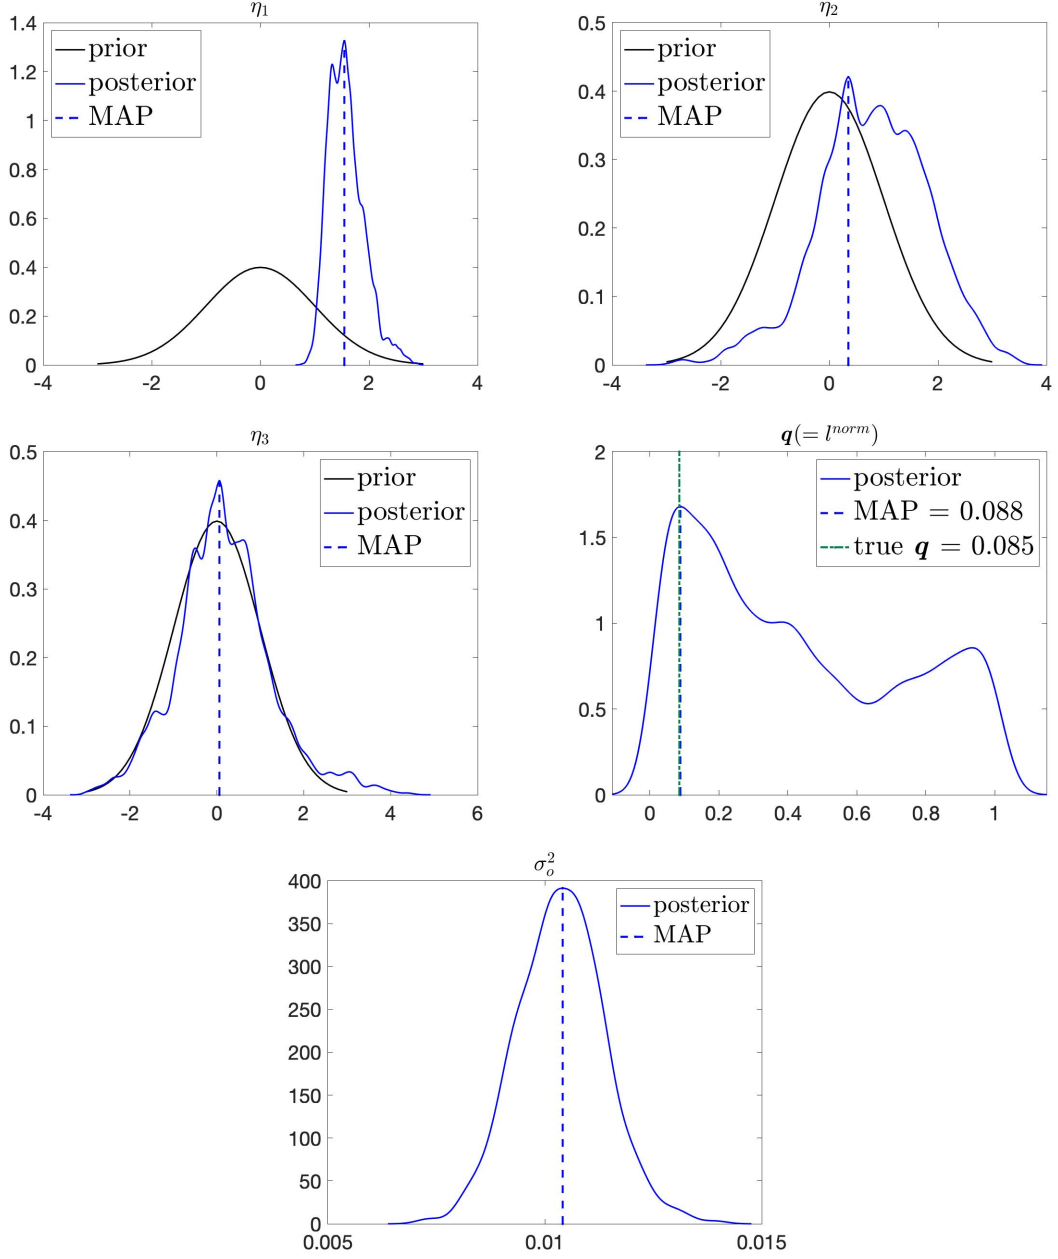 η₁
1.4
1.2
1
0.8
0.6
0.4
0.2
0
-4 -2 0 2 4
prior
posterior
MAP
η₂
0.5
0.4
0.3
0.2
0.1
0
-4 -2 0 2 4
prior
posterior
MAP
η₃
0.5
0.4
0.3
0.2
0.1
0
-4 -2 0 2 4 6
prior
posterior
MAP
q(= l^{norm})
2
1.5
1
0.5
0
0 0.2 0.4 0.6 0.8 1
posterior
MAP = 0.088
true q = 0.085
σ_o^2
400
350
300
250
200
150
100
50
0
0.005 0.01 0.015
posterior
MAP